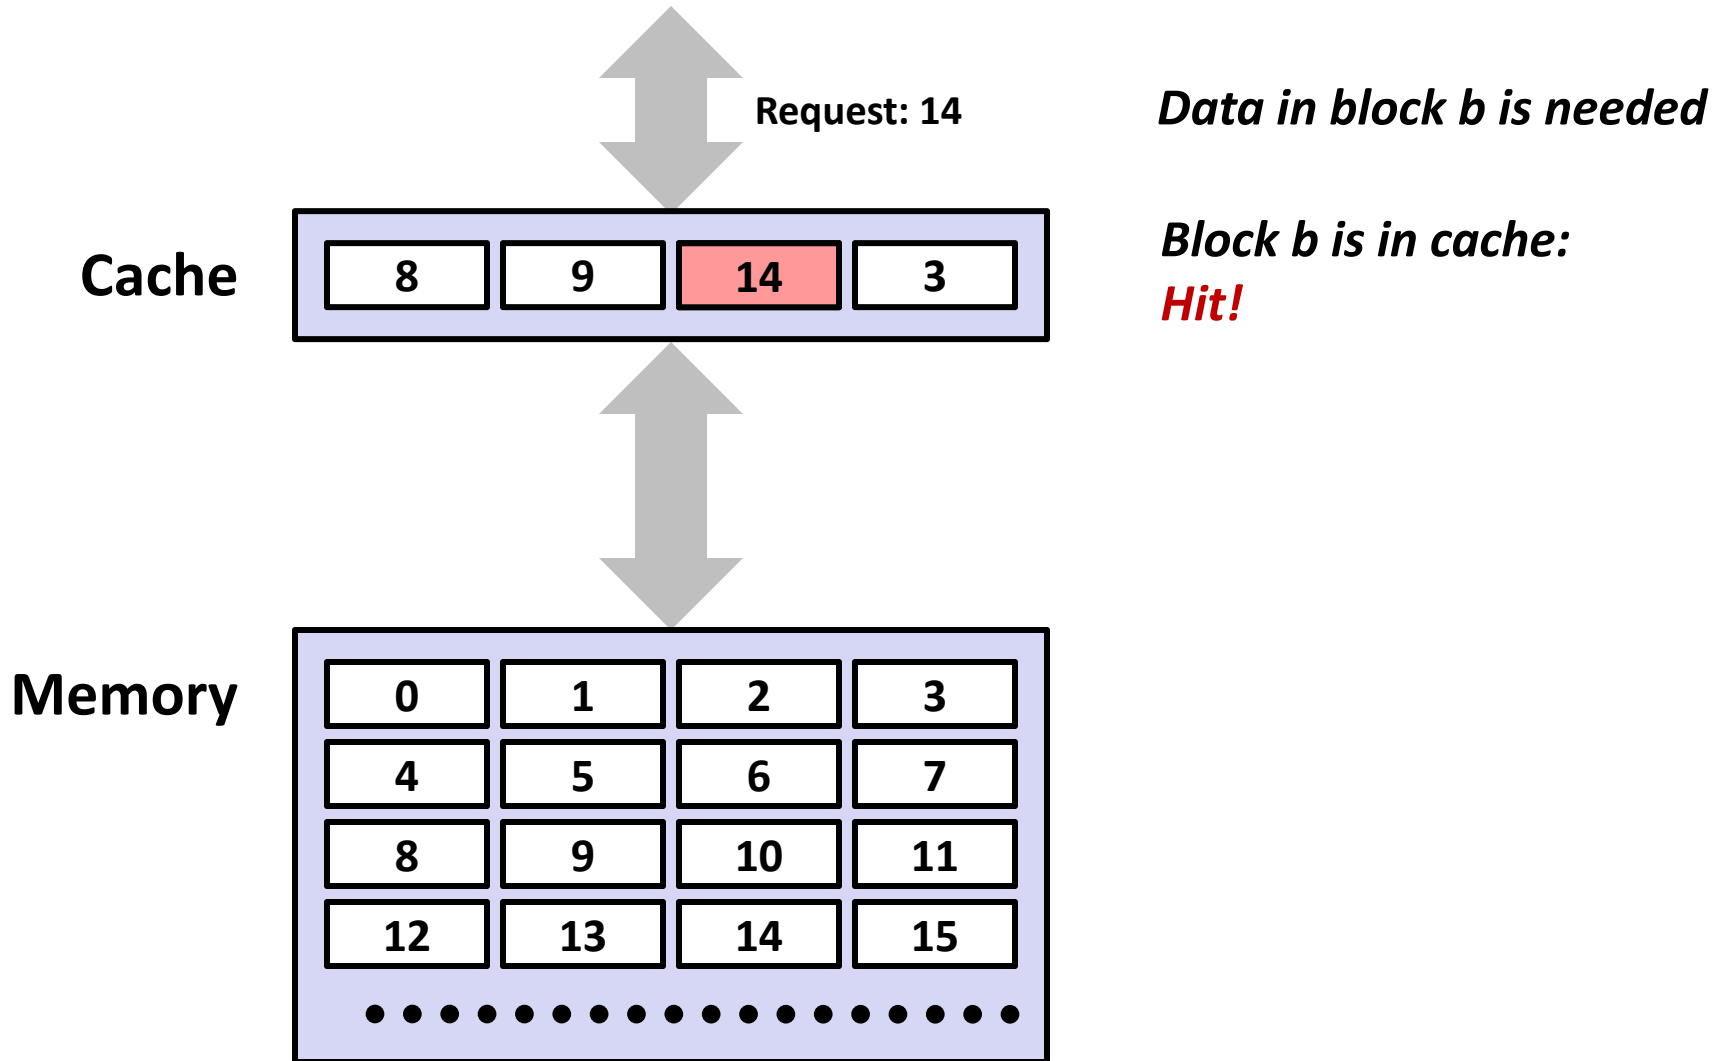 Request: 14
Data in block b is needed
Cache
8 9 14 3
Block b is in cache:
Hit!
Memory
0 1 2 3
4 5 6 7
8 9 10 11
12 13 14 15